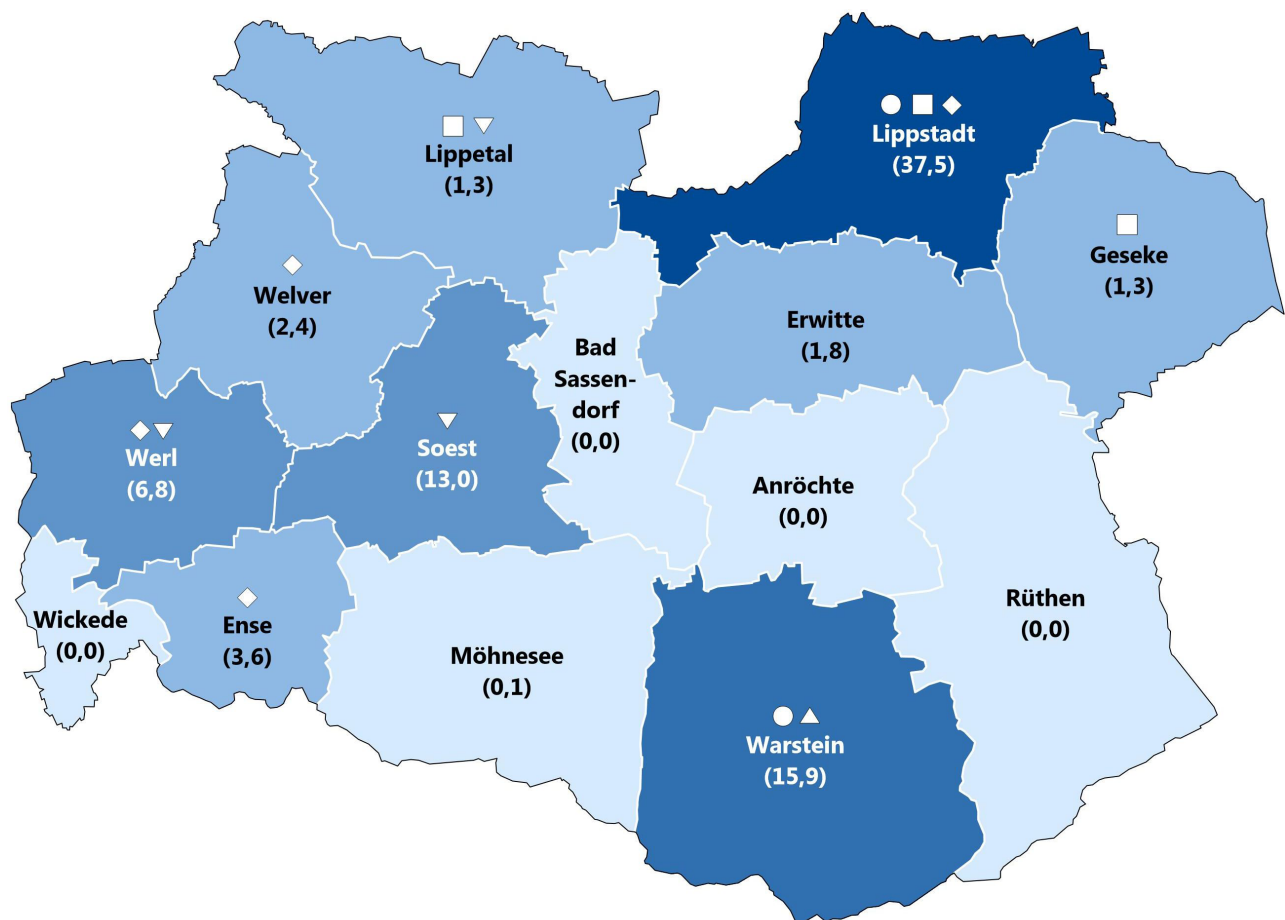 Lippstadt
(37,5)
Lippetal
(1,3)
Geseke
(1,3)
Welver
(2,4)
Erwitte
(1,8)
Bad
Sassen-
dorf
(0,0)
Werl
(6,8)
Soest
(13,0)
Anröchte
(0,0)
Wickede
(0,0)
Ense
(3,6)
Möhnesee
(0,1)
Rüthen
(0,0)
Warstein
(15,9)